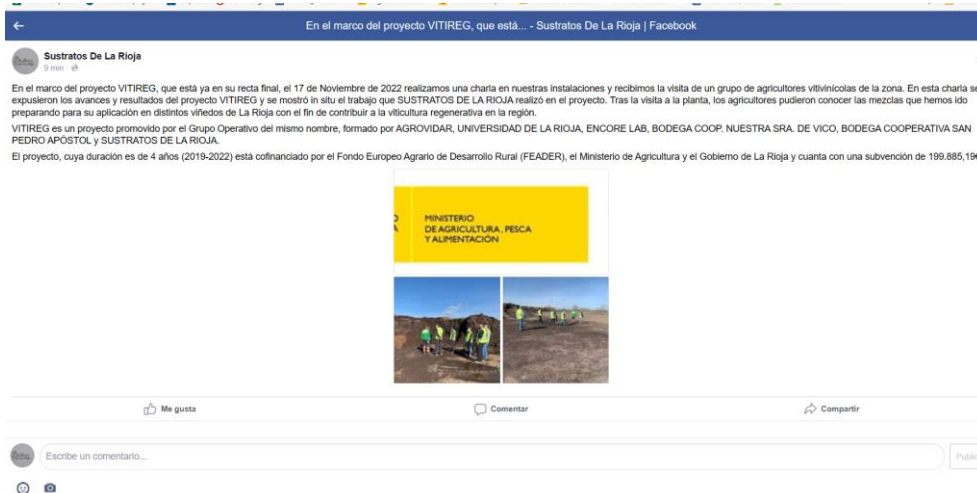 En el marco del proyecto VITIREG, que está... - Sustratos De La Rioja | Facebook
Sustratos De La Rioja
9 min ·
En el marco del proyecto VITIREG, que está ya en su recta final, el 17 de Noviembre de 2022 realizamos una charla en nuestras instalaciones y recibimos la visita de un grupo de agricultores vitivinícolas de la zona. En esta charla se
expusieron los avances y resultados del proyecto VITIREG y se mostró in situ el trabajo que SUSTRATOS DE LA RIOJA realizó en el proyecto. Tras la visita a la planta, los agricultores pudieron conocer las mezclas que hemos ido
preparando para su aplicación en distintos viñedos de La Rioja con el fin de contribuir a la viticultura regenerativa en la región.
VITIREG es un proyecto promovido por el Grupo Operativo del mismo nombre, formado por AGROVIDAR, UNIVERSIDAD DE LA RIOJA, ENCORE LAB, BODEGA COOP. NUESTRA SRA. DE VICO, BODEGA COOPERATIVA SAN
PEDRO APÓSTOL y SUSTRATOS DE LA RIOJA.
El proyecto, cuya duración es de 4 años (2019-2022) está cofinanciado por el Fondo Europeo Agrario de Desarrollo Rural (FEADER), el Ministerio de Agricultura y el Gobierno de La Rioja y cuanta con una subvención de 199.885,19€
MINISTERIO
DE AGRICULTURA, PESCA
Y ALIMENTACIÓN
Me gusta
Comentar
Compartir
Escribe un comentario...
Public